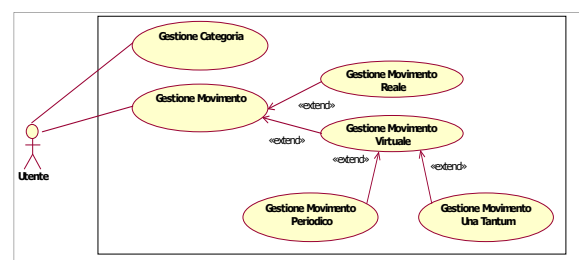 Gestione Categoria
Gestione Movimento
Gestione Movimento
Reale
«extend»
Gestione Movimento
Virtuale
«extend»
«extend»
«extend»
Utente
Gestione Movimento
Periodico
Gestione Movimento
Una Tantum